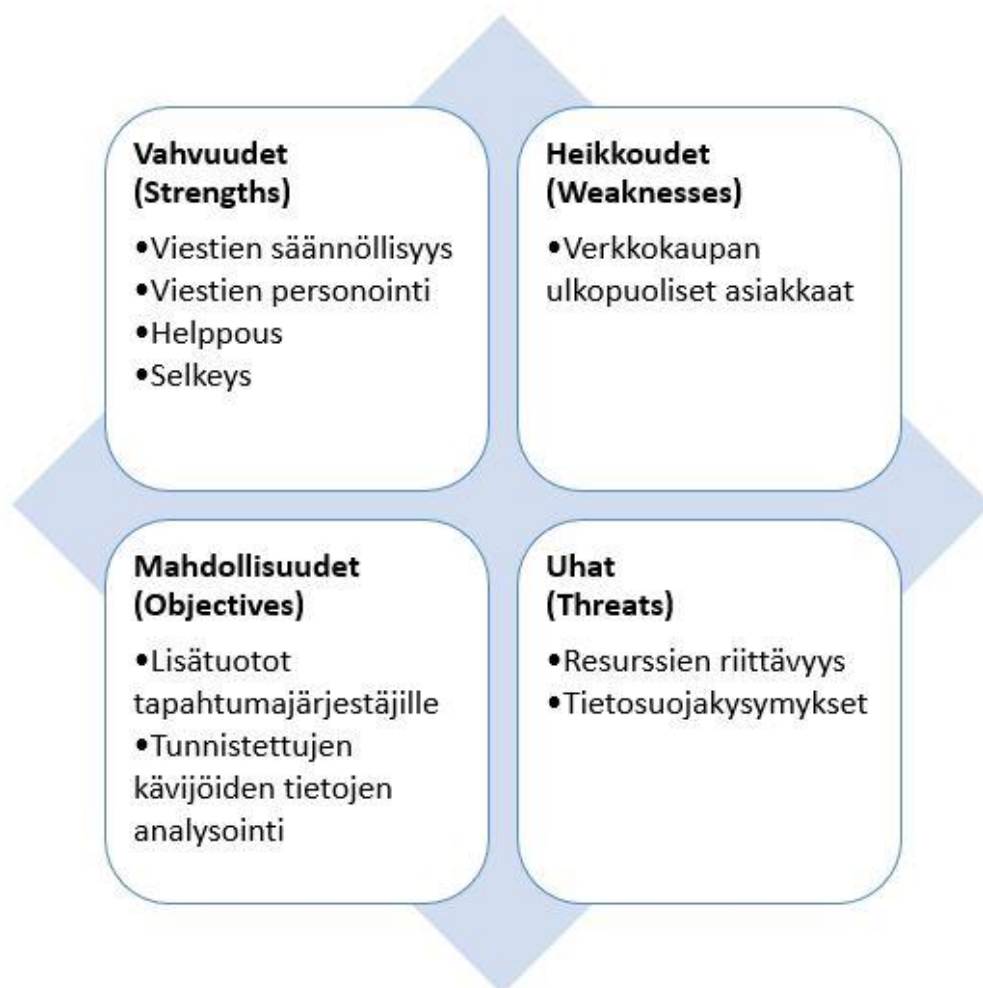 Vahvuudet
(Strengths)
•Viestien säännöllisyys
•Viestien personointi
•Helppous
•Selkeys
Heikkoudet
(Weaknesses)
•Verkkokaupan
ulkopuoliset asiakkaat
Mahdollisuudet
(Objectives)
•Lisätuotot
tapahtumajärjestäjille
•Tunnistettujen
kävijöiden tietojen
analysointi
Uhat
(Threats)
•Resurssien riittävyys
•Tietosuojakysymykset